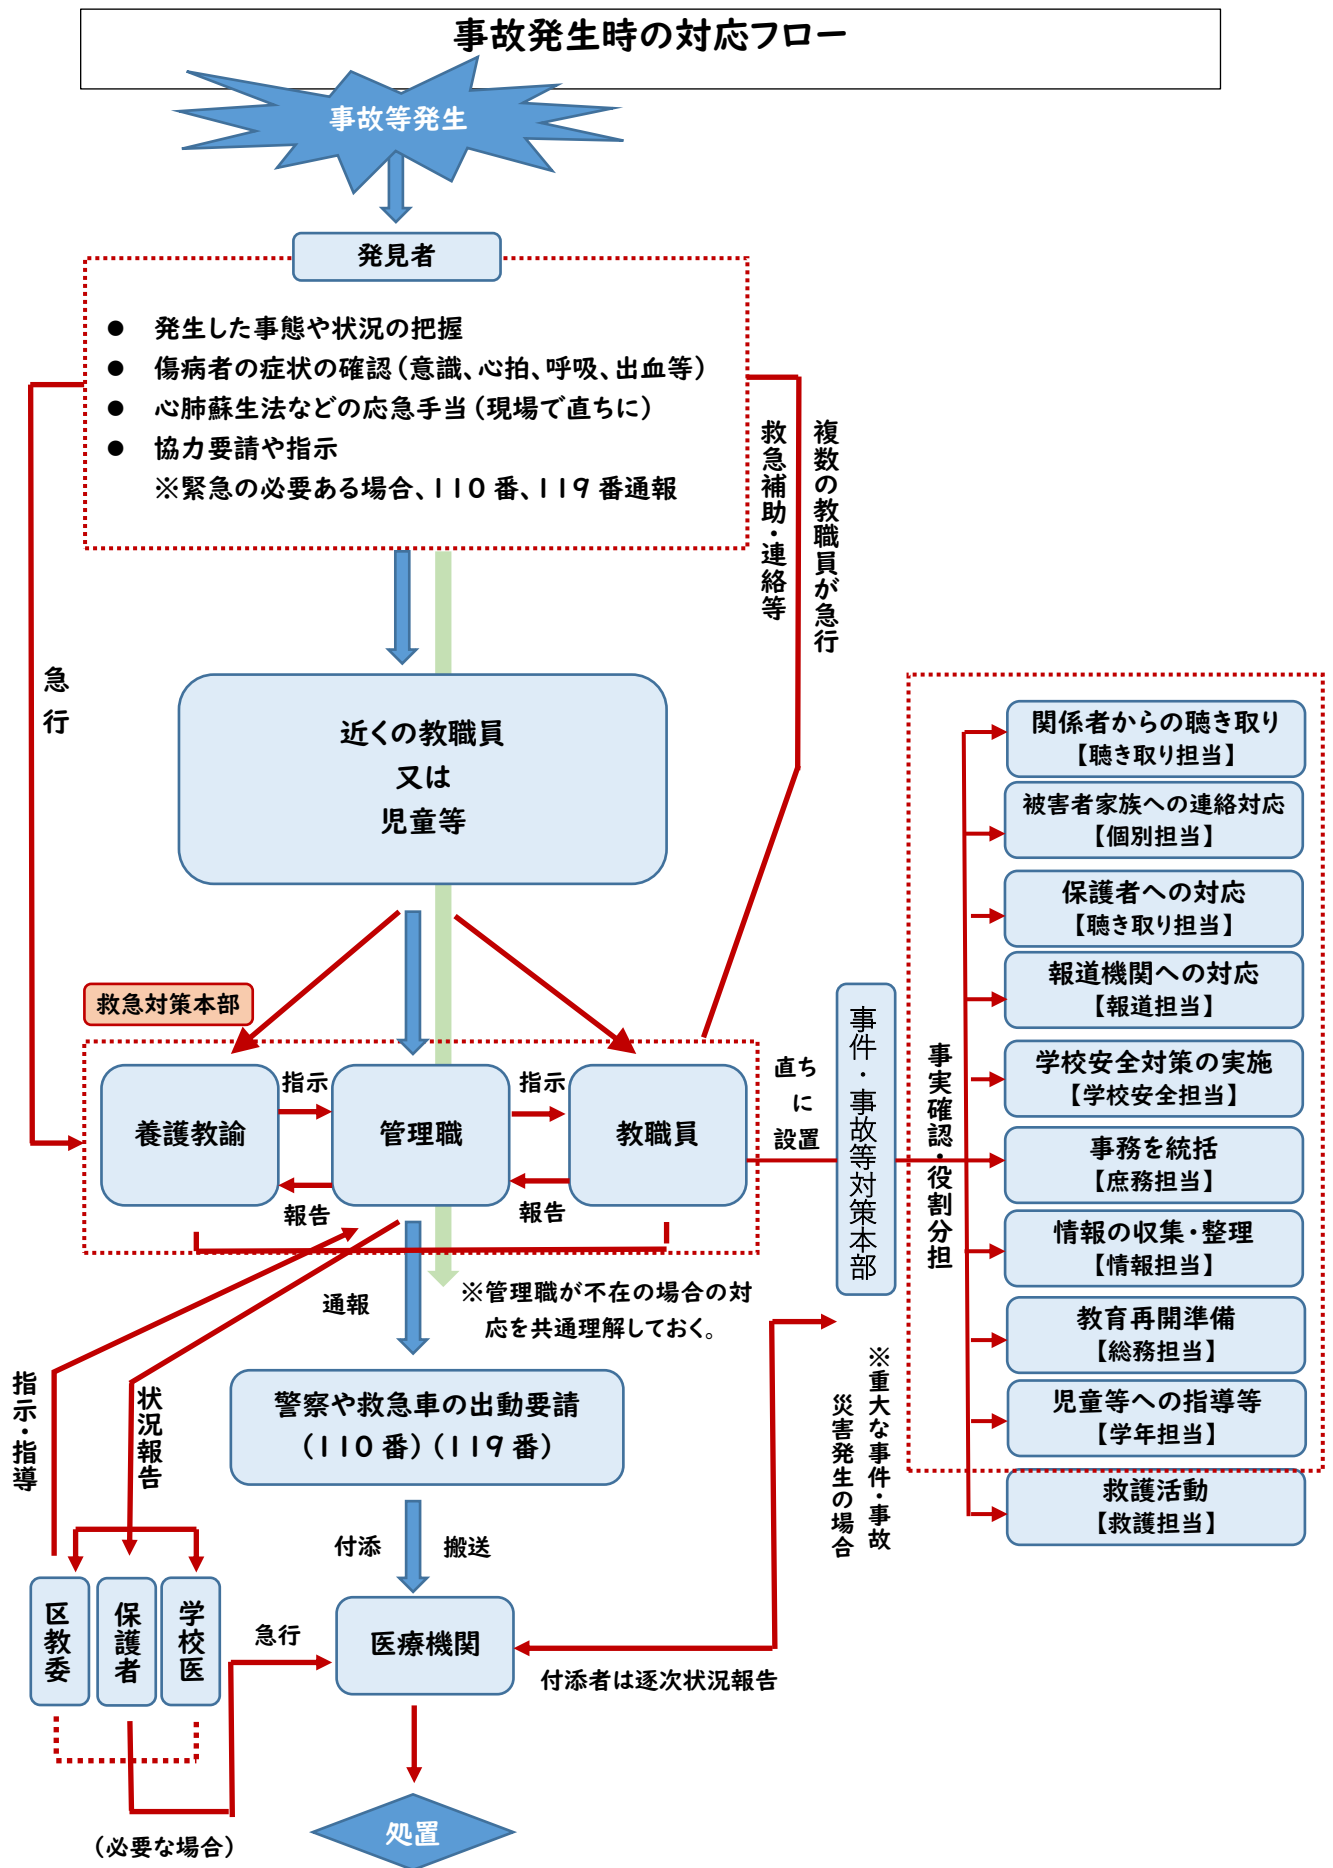 事故発生時の対応フロー
事故等発生
発見者
● 発生した事態や状況の把握
● 傷病者の症状の確認(意識、心拍、呼吸、出血等)
● 心肺蘇生法などの応急手当(現場で直ちに)
● 協力要請や指示
※緊急の必要ある場合、110番、119番通報
複数の教職員が急行
救急補助・連絡等
急行
近くの教職員
又は
児童等
救急対策本部
養護教諭
指示
報告
管理職
指示
報告
教職員
直ち
に
設置
事件・事故等対策本部
事実確認・役割分担
関係者からの聴き取り
【聴き取り担当】
被害者家族への連絡対応
【個別担当】
保護者への対応
【聴き取り担当】
報道機関への対応
【報道担当】
学校安全対策の実施
【学校安全担当】
事務を統括
【庶務担当】
情報の収集・整理
【情報担当】
教育再開準備
【総務担当】
児童等への指導等
【学年担当】
救護活動
【救護担当】
通報
※管理職が不在の場合の対
応を共通理解しておく。
※重大な事件・事故
災害発生の場合
警察や救急車の出動要請
(110番)(119番)
指示・指導
状況報告
付添
搬送
区教委
保護者
学校医
急行
医療機関
付添者は逐次状況報告
(必要な場合)
処置